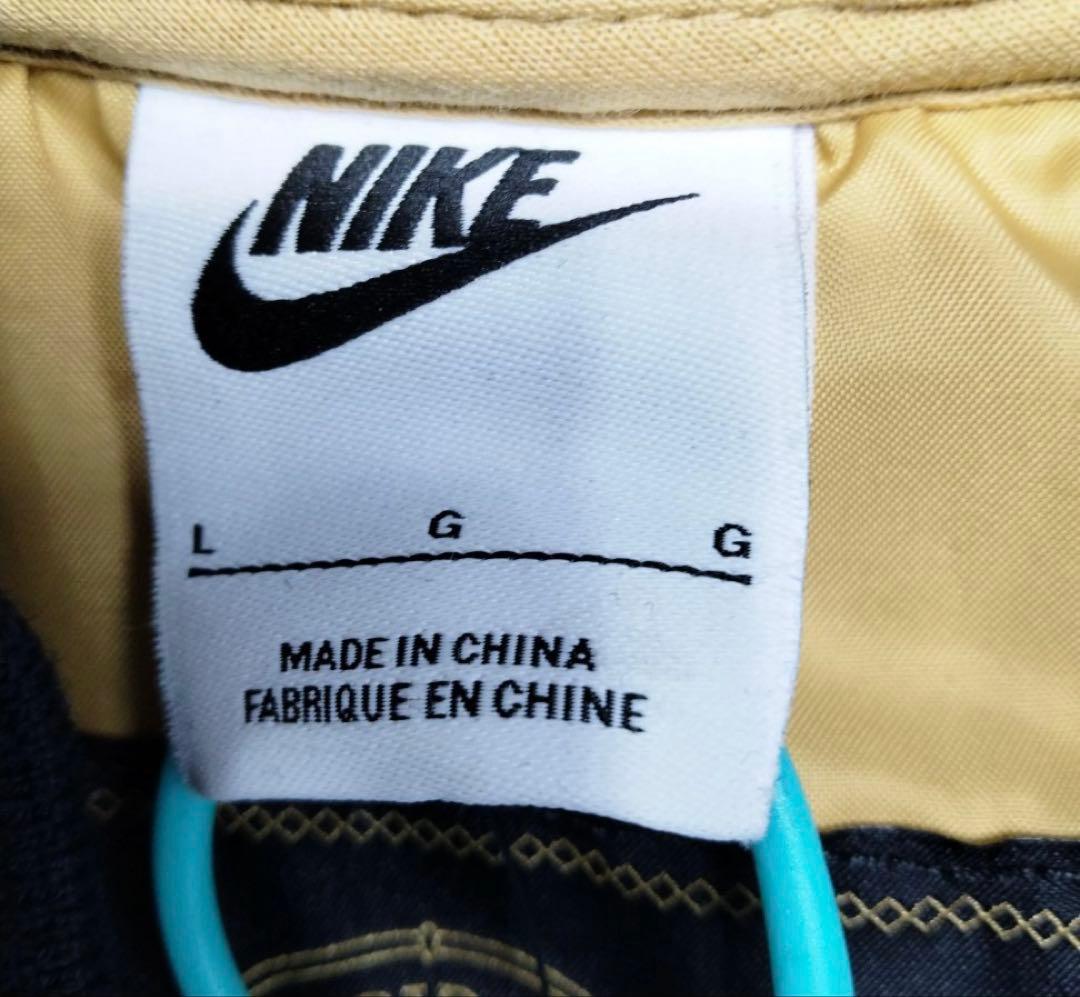 NIKE
L G G
MADE IN CHINA
FABRIQUE EN CHINE